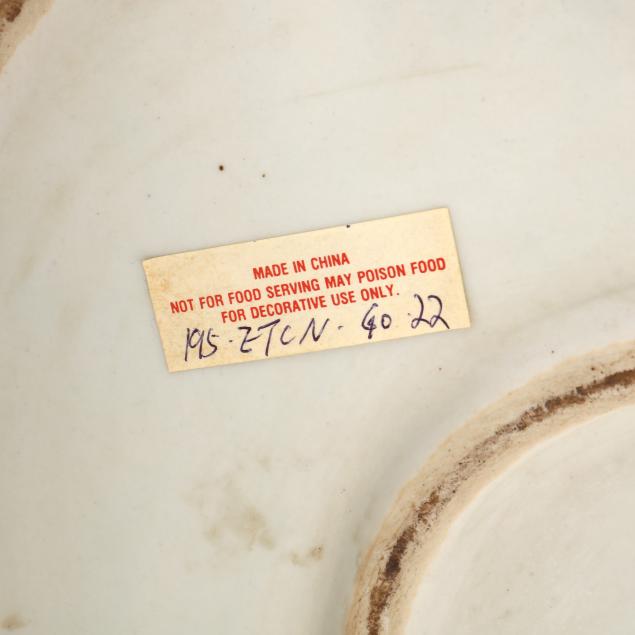 MADE IN CHINA
NOT FOR FOOD SERVING MAY POISON FOOD
FOR DECORATIVE USE ONLY.
195-ZTCN- 40.22